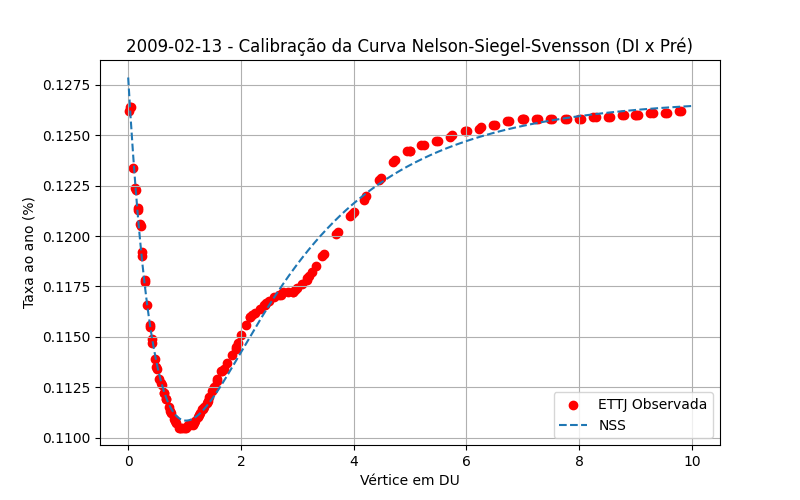 2009-02-13 - Calibração da Curva Nelson-Siegel-Svensson (DI x Pré)
Taxa ao ano (%)
0.1275
0.1250
0.1225
0.1200
0.1175
0.1150
0.1125
0.1100
ETTJ Observada
NSS
0 2 4 6 8 10
Vértice em DU